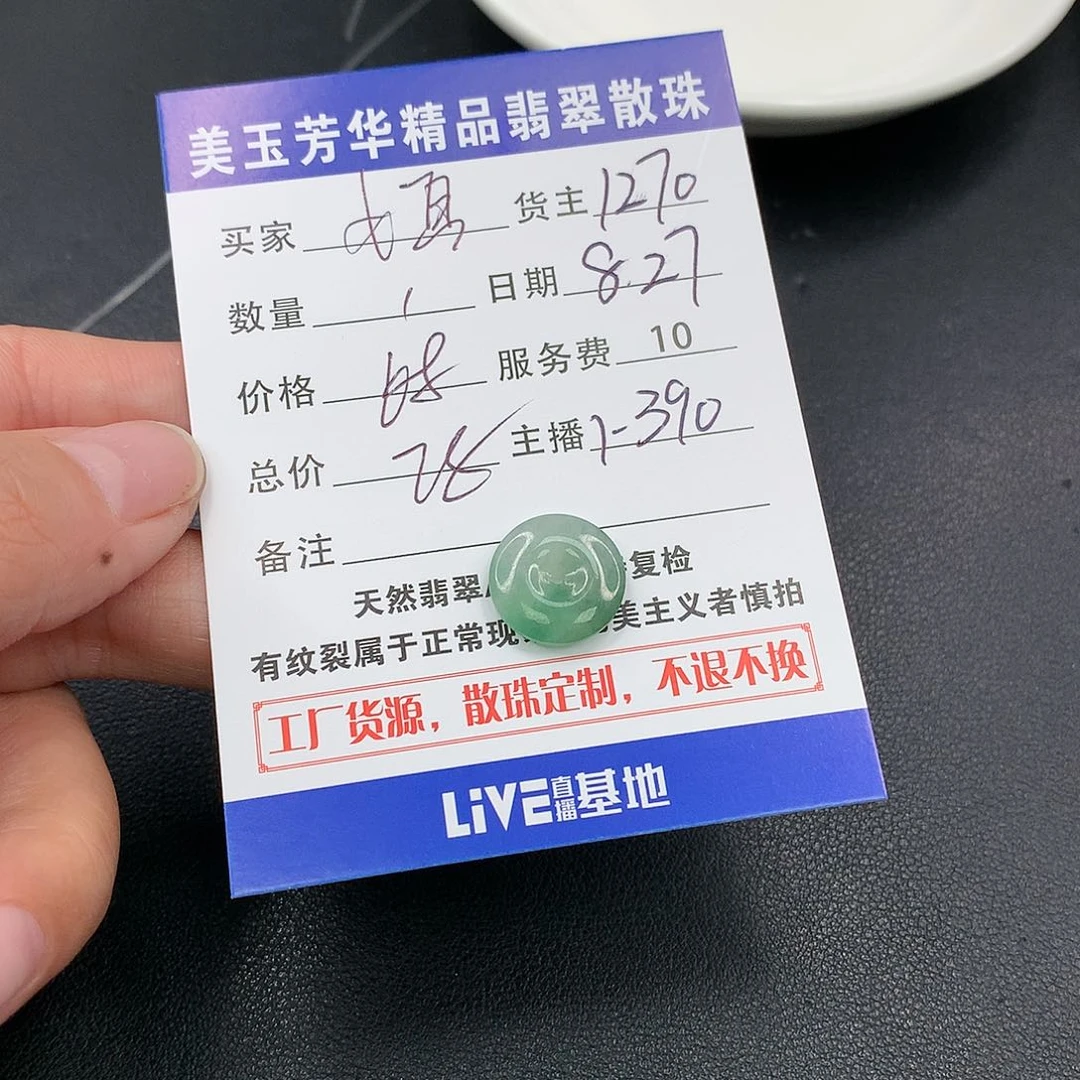 美玉芳华精品翡翠散珠
买家 货主 1270
数量 1 日期 8.27
价格 68 服务费 10
总价 78 主播 1-390
备注
天然翡翠 复检
有纹裂属于正常现 美主义者慎拍
工厂货源，散珠定制，不退不换
LiVE直播基地